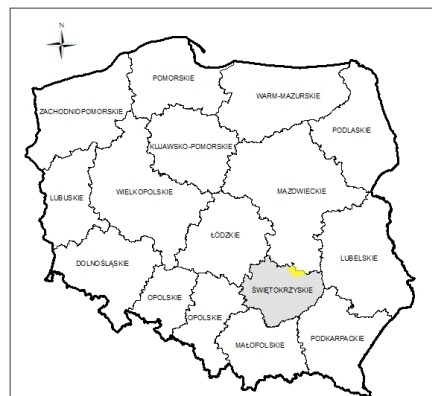 N
POMORSKIE
WARM-MAZURSKIE
ZACHODNIOPOMORSKIE
PODLASKIE
KUJAWSKO-POMORSKIE
WIELKOPOLSKIE
MAZOWIECKIE
LUBUSKIE
ŁÓDZKIE
LUBELSKIE
DOLNOŚLĄSKIE
ŚWIĘTOKRZYSKIE
OPOLSKIE
OPOLSKIE
PODKARPACKIE
MAŁOPOLSKIE